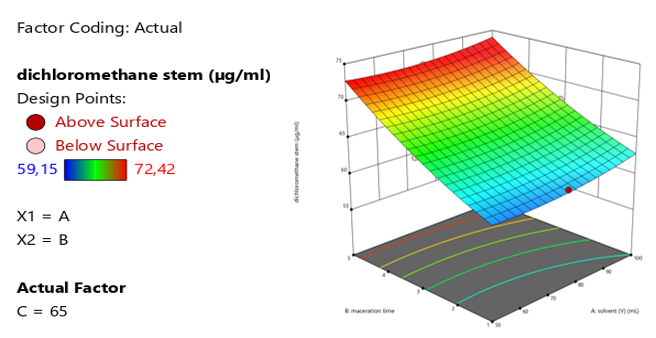 Factor Coding: Actual
dichloromethane stem (µg/ml)
Design Points:
Above Surface
Below Surface
59,15 72,42
X1 = A
X2 = B
Actual Factor
C = 65
dichloromethane stem (µg/ml)
75
70
65
60
55
5
4
3
2
1
50
60
70
80
90
100
B: maceration time
A: solvent (V) (mL)